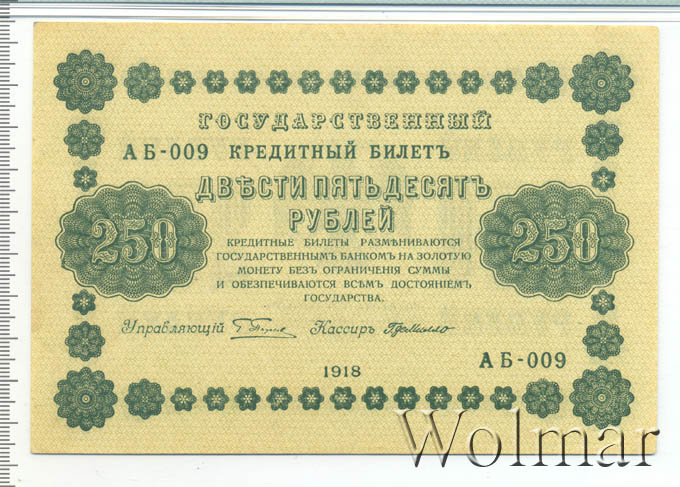 ГОСУДАРСТВЕННЫЙ
АБ-009 КРЕДИТНЫЙ БИЛЕТЪ
ДВѢСТИ ПЯТЬДЕСЯТЪ
РУБЛЕЙ
250 250
КРЕДИТНЫЕ БИЛЕТЫ РАЗМѢНИВАЮТСЯ
ГОСУДАРСТВЕННЫМЪ БАНКОМЪ НА ЗОЛОТУЮ
МОНЕТУ БЕЗЪ ОГРАНИЧЕНІЯ СУММЫ
И ОБЕЗПЕЧИВАЮТСЯ ВСѢМЪ ДОСТОЯНІЕМЪ
ГОСУДАРСТВА.
Управляющій Кассиръ
АБ-009
1918
Wolmar